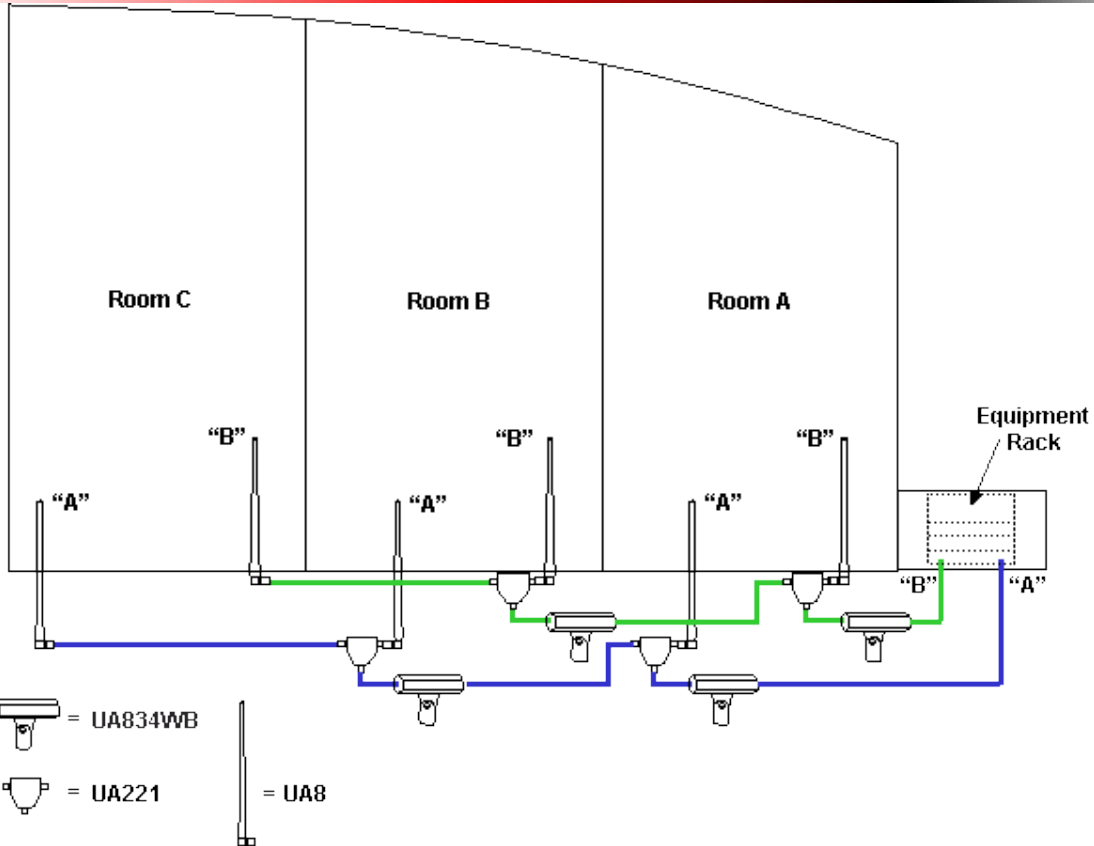 Room C
Room B
Room A
Equipment
Rack
“B”
“B”
“B”
“A”
“A”
“A”
“B”
“A”
= UA834WB
= UA221
= UA8